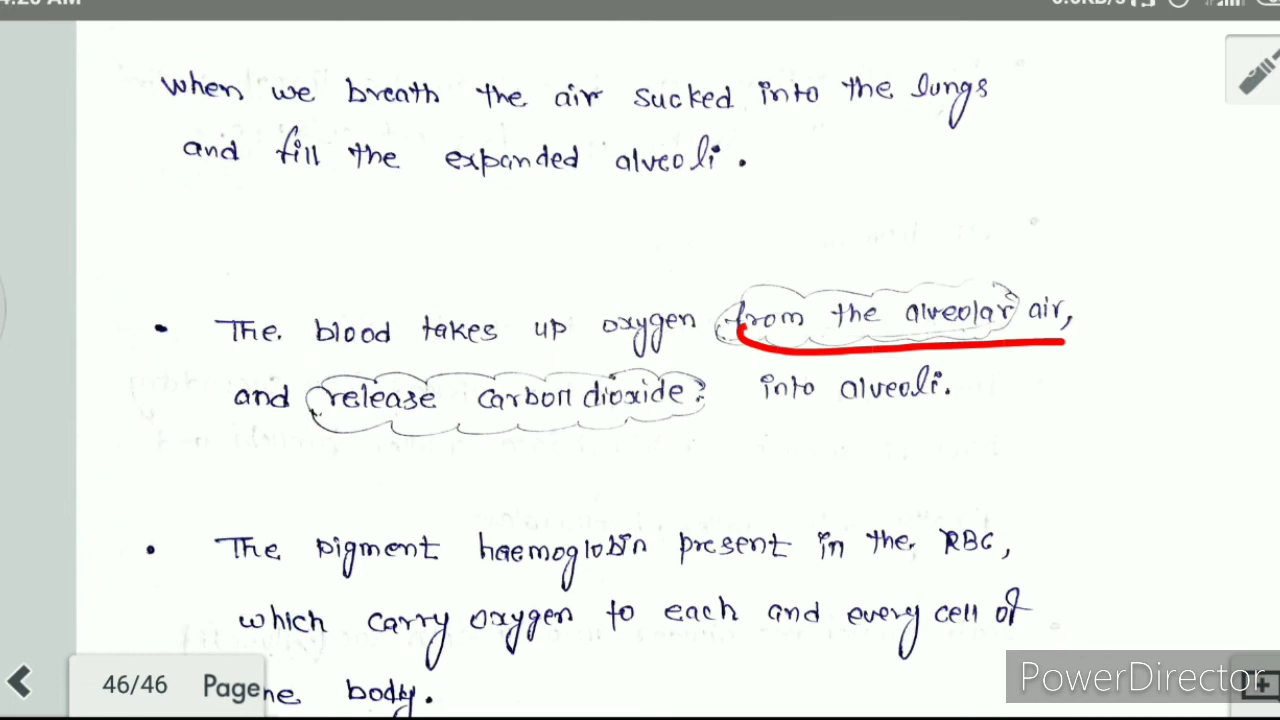 when we breath the air sucked into the lungs
and fill the expanded alveoli.
• The blood takes up oxygen from the alveolar air,
and release carbon dioxide into alveoli.
• The pigment haemoglobin present in the RBC,
which carry oxygen to each and every cell of
body.
46/46 Page
PowerDirector